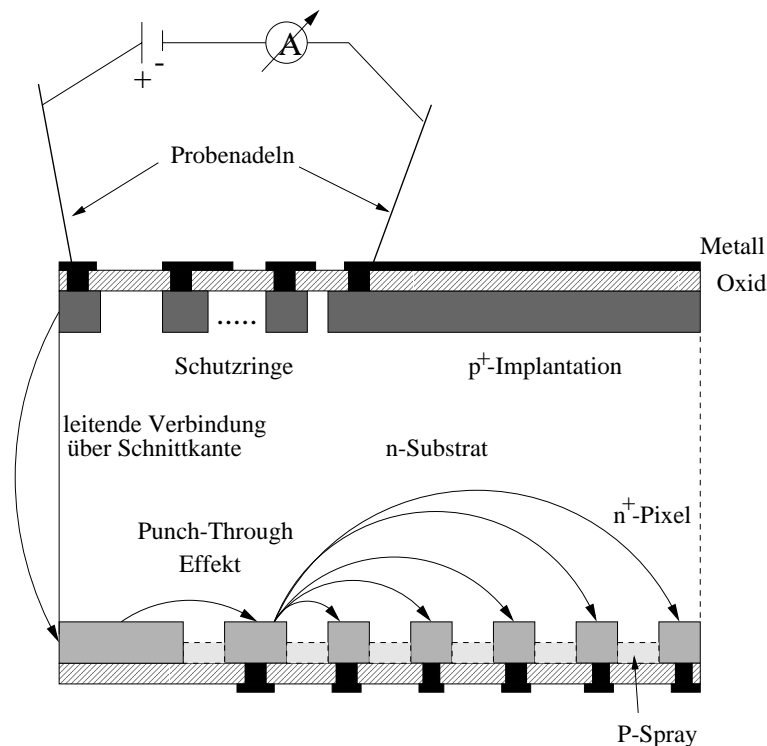 A
+ -
Probenadeln
Metall
Oxid
.....
Schutzringe
p+-Implantation
leitende Verbindung
über Schnittkante
n-Substrat
n+-Pixel
Punch-Through
Effekt
P-Spray